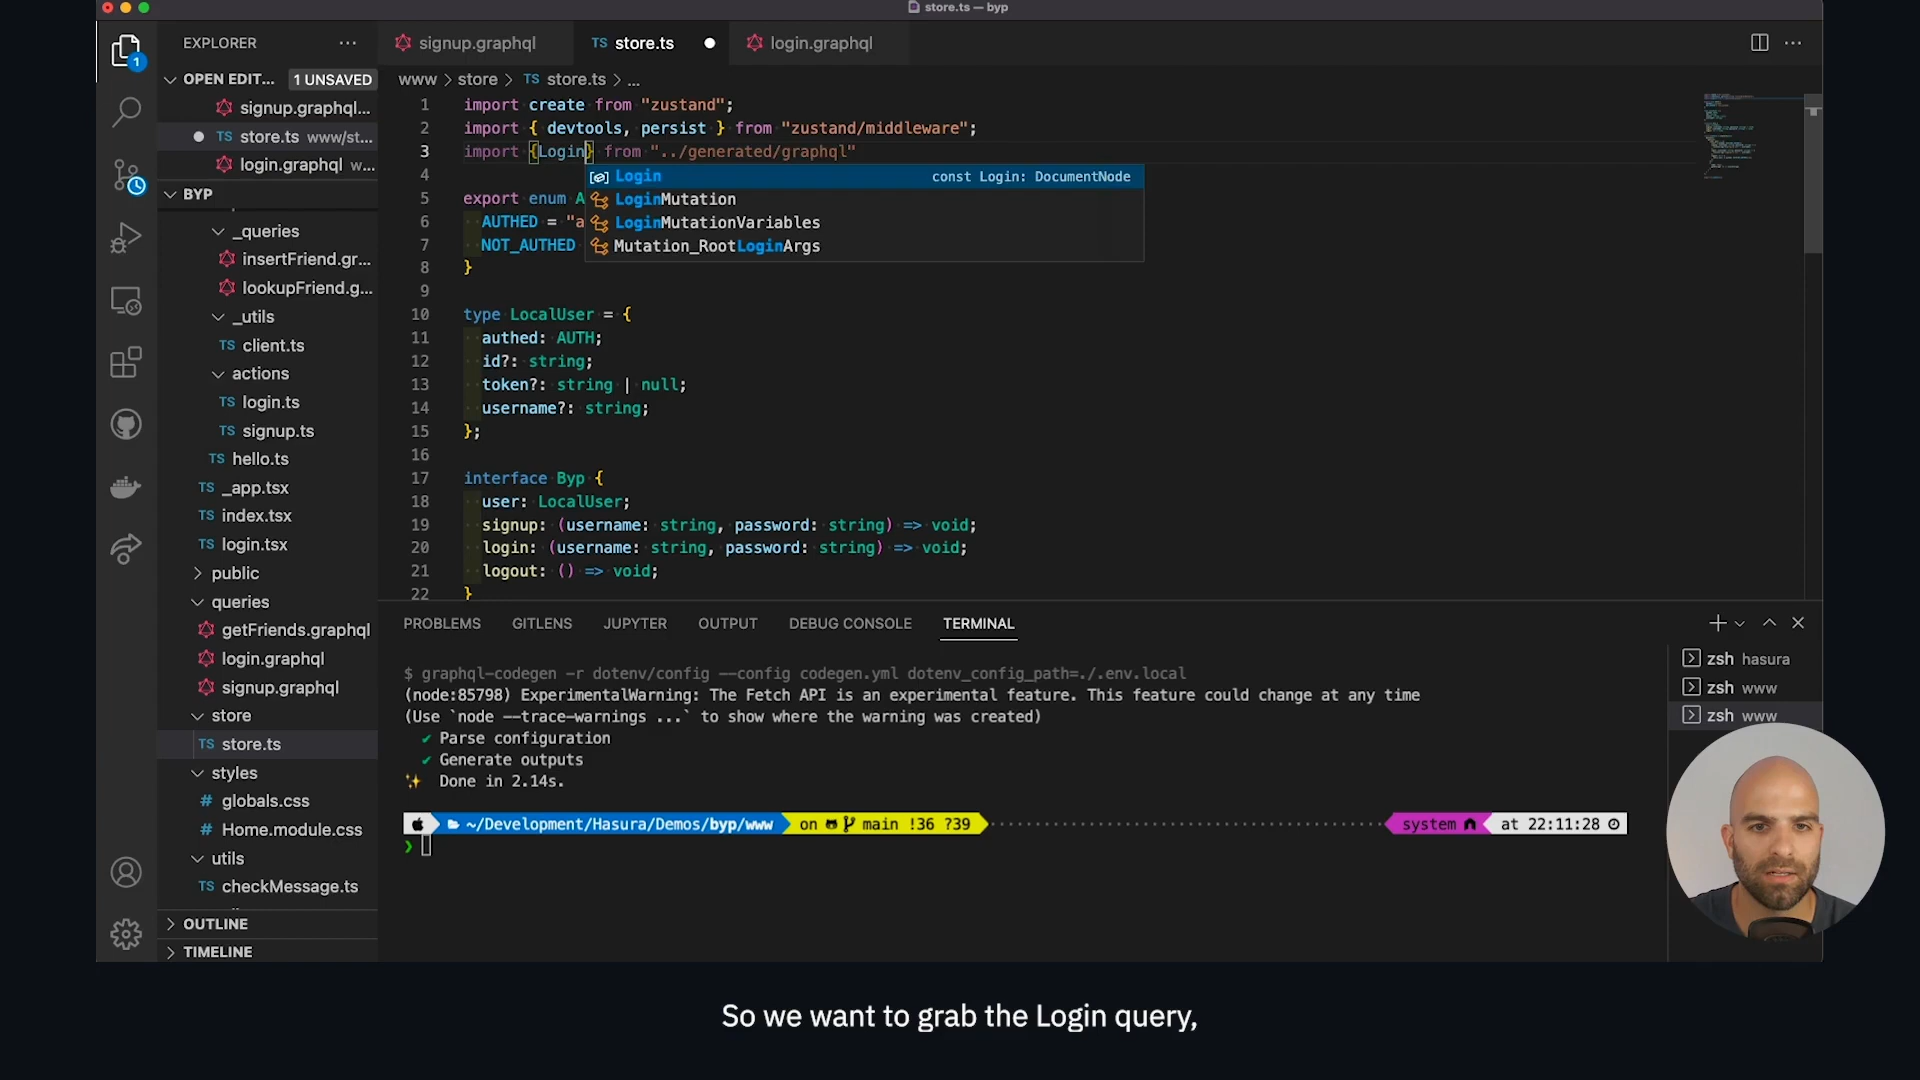 store.ts — byp
EXPLORER
signup.graphql
TS store.ts
login.graphql
1
OPEN EDIT... 1 UNSAVED
signup.graphql...
TS store.ts www/st...
login.graphql w...
BYP
_queries
insertFriend.gr...
lookupFriend.g...
_utils
TS client.ts
actions
TS login.ts
TS signup.ts
TS hello.ts
TS _app.tsx
TS index.tsx
TS login.tsx
public
queries
getFriends.graphql
login.graphql
signup.graphql
store
TS store.ts
styles
# globals.css
# Home.module.css
utils
TS checkMessage.ts
OUTLINE
TIMELINE
www > store > TS store.ts > ...
1 import create from "zustand";
2 import { devtools, persist } from "zustand/middleware";
3 import {Login} from "../generated/graphql"
4
5 export enum A
6 AUTHED = "a
7 NOT_AUTHED
8 }
9
10 type LocalUser = {
11 authed: AUTH;
12 id?: string;
13 token?: string | null;
14 username?: string;
15 };
16
17 interface Byp {
18 user: LocalUser;
19 signup: (username: string, password: string) => void;
20 login: (username: string, password: string) => void;
21 logout: () => void;
22 }
Login const Login: DocumentNode
LoginMutation
LoginMutationVariables
Mutation_RootLoginArgs
PROBLEMS GITLENS JUPYTER OUTPUT DEBUG CONSOLE TERMINAL
$ graphql-codegen -r dotenv/config --config codegen.yml dotenv_config_path=./.env.local
(node:85798) ExperimentalWarning: The Fetch API is an experimental feature. This feature could change at any time
(Use `node --trace-warnings ...` to show where the warning was created)
✔ Parse configuration
✔ Generate outputs
✨ Done in 2.14s.
~/Development/Hasura/Demos/byp/www on main !36 ?39 system at 22:11:28
❯
zsh hasura
zsh www
zsh www
So we want to grab the Login query,